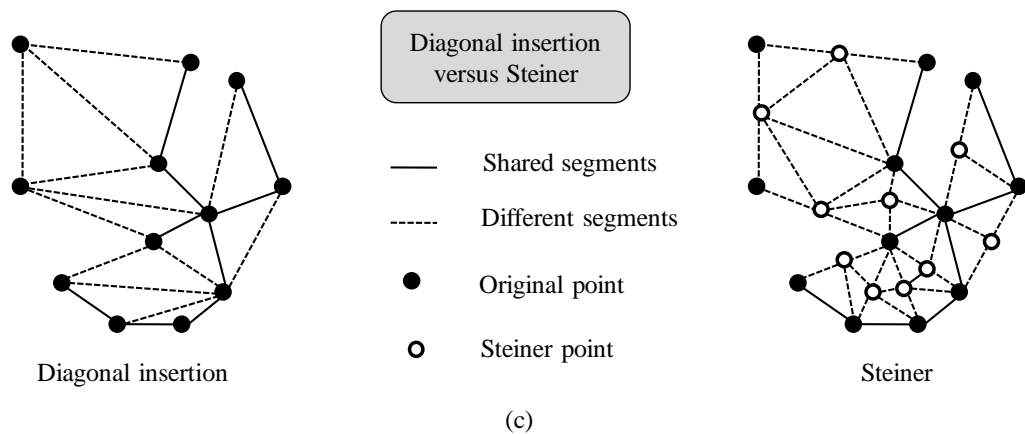 Diagonal insertion
versus Steiner
Shared segments
Different segments
Original point
Steiner point
Diagonal insertion
Steiner
(c)